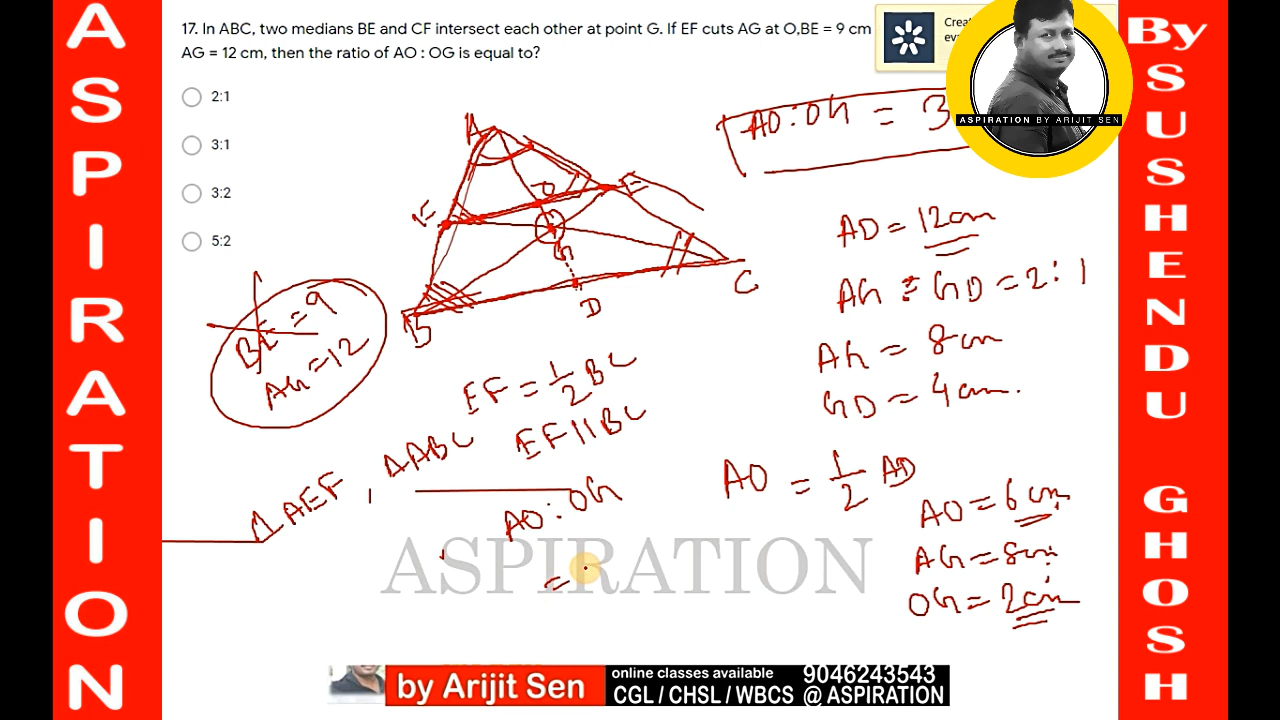 17. In ABC, two medians BE and CF intersect each other at point G. If EF cuts AG at O,BE = 9 cm
AG = 12 cm, then the ratio of AO : OG is equal to?
2:1
3:1
3:2
5:2
ASPIRATION
By SUSHENDU GHOSH
Crea
ev
ASPIRATION BY ARIJIT SEN
AO:OG = 3
A
F
O
E
G
B
D
C
AD = 12cm
AG : GD = 2:1
AG = 8cm
GD = 4cm.
BE = 9
AG = 12
EF = 1/2 BC
EF || BC
ΔAEF, ΔABC
AO:OG
=
AO = 1/2 AD
AO = 6cm
AG = 8cm
OG = 2cm
ASPIRATION
by Arijit Sen
online classes available
9046243543
CGL / CHSL / WBCS @ ASPIRATION